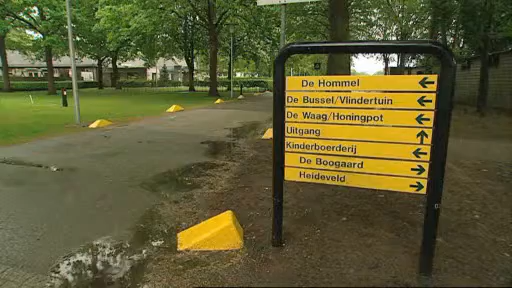 De Hommel
De Bussel/Vlindertuin
De Waag/Honingpot
Uitgang
Kinderboerderij
De Boogaard
Heideveld